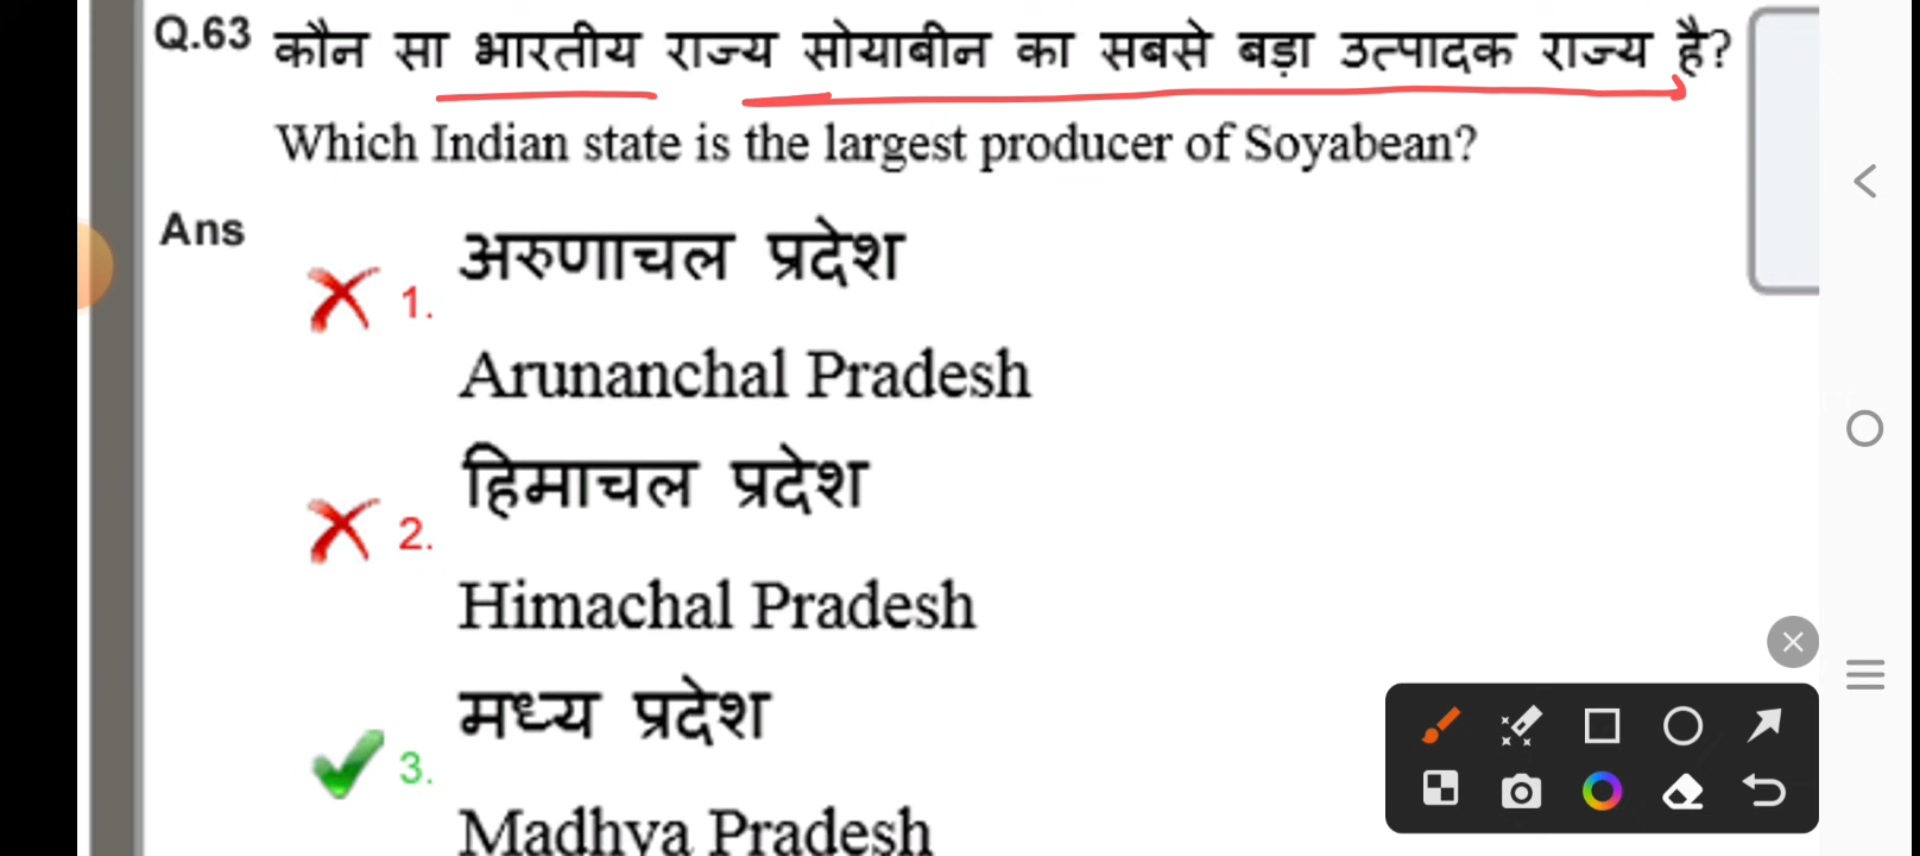 Q.63 कौन सा भारतीय राज्य सोयाबीन का सबसे बड़ा उत्पादक राज्य है?
Which Indian state is the largest producer of Soyabean?
Ans
1. अरुणाचल प्रदेश
Arunanchal Pradesh
2. हिमाचल प्रदेश
Himachal Pradesh
3. मध्य प्रदेश
Madhya Pradesh